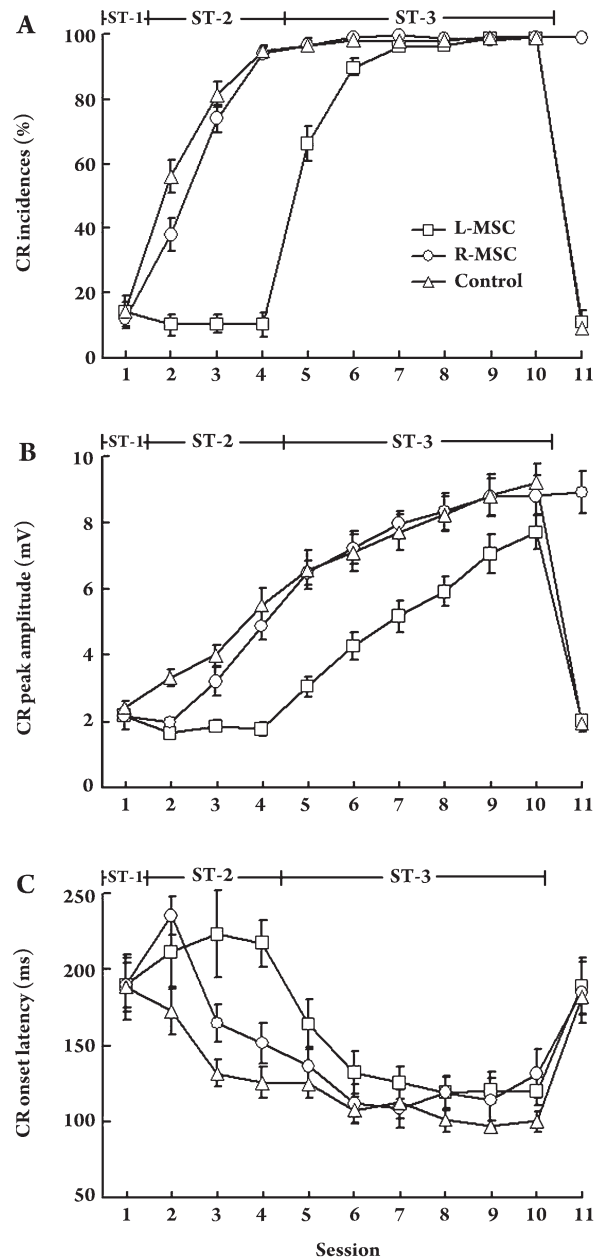 A
ST-1 ST-2 ST-3
CR incidences (%)
100
80
60
40
20
0
L-MSC
R-MSC
Control
1 2 3 4 5 6 7 8 9 10 11
B
ST-1 ST-2 ST-3
CR peak amplitude (mV)
10
8
6
4
2
0
1 2 3 4 5 6 7 8 9 10 11
C
ST-1 ST-2 ST-3
CR onset latency (ms)
250
200
150
100
50
1 2 3 4 5 6 7 8 9 10 11
Session